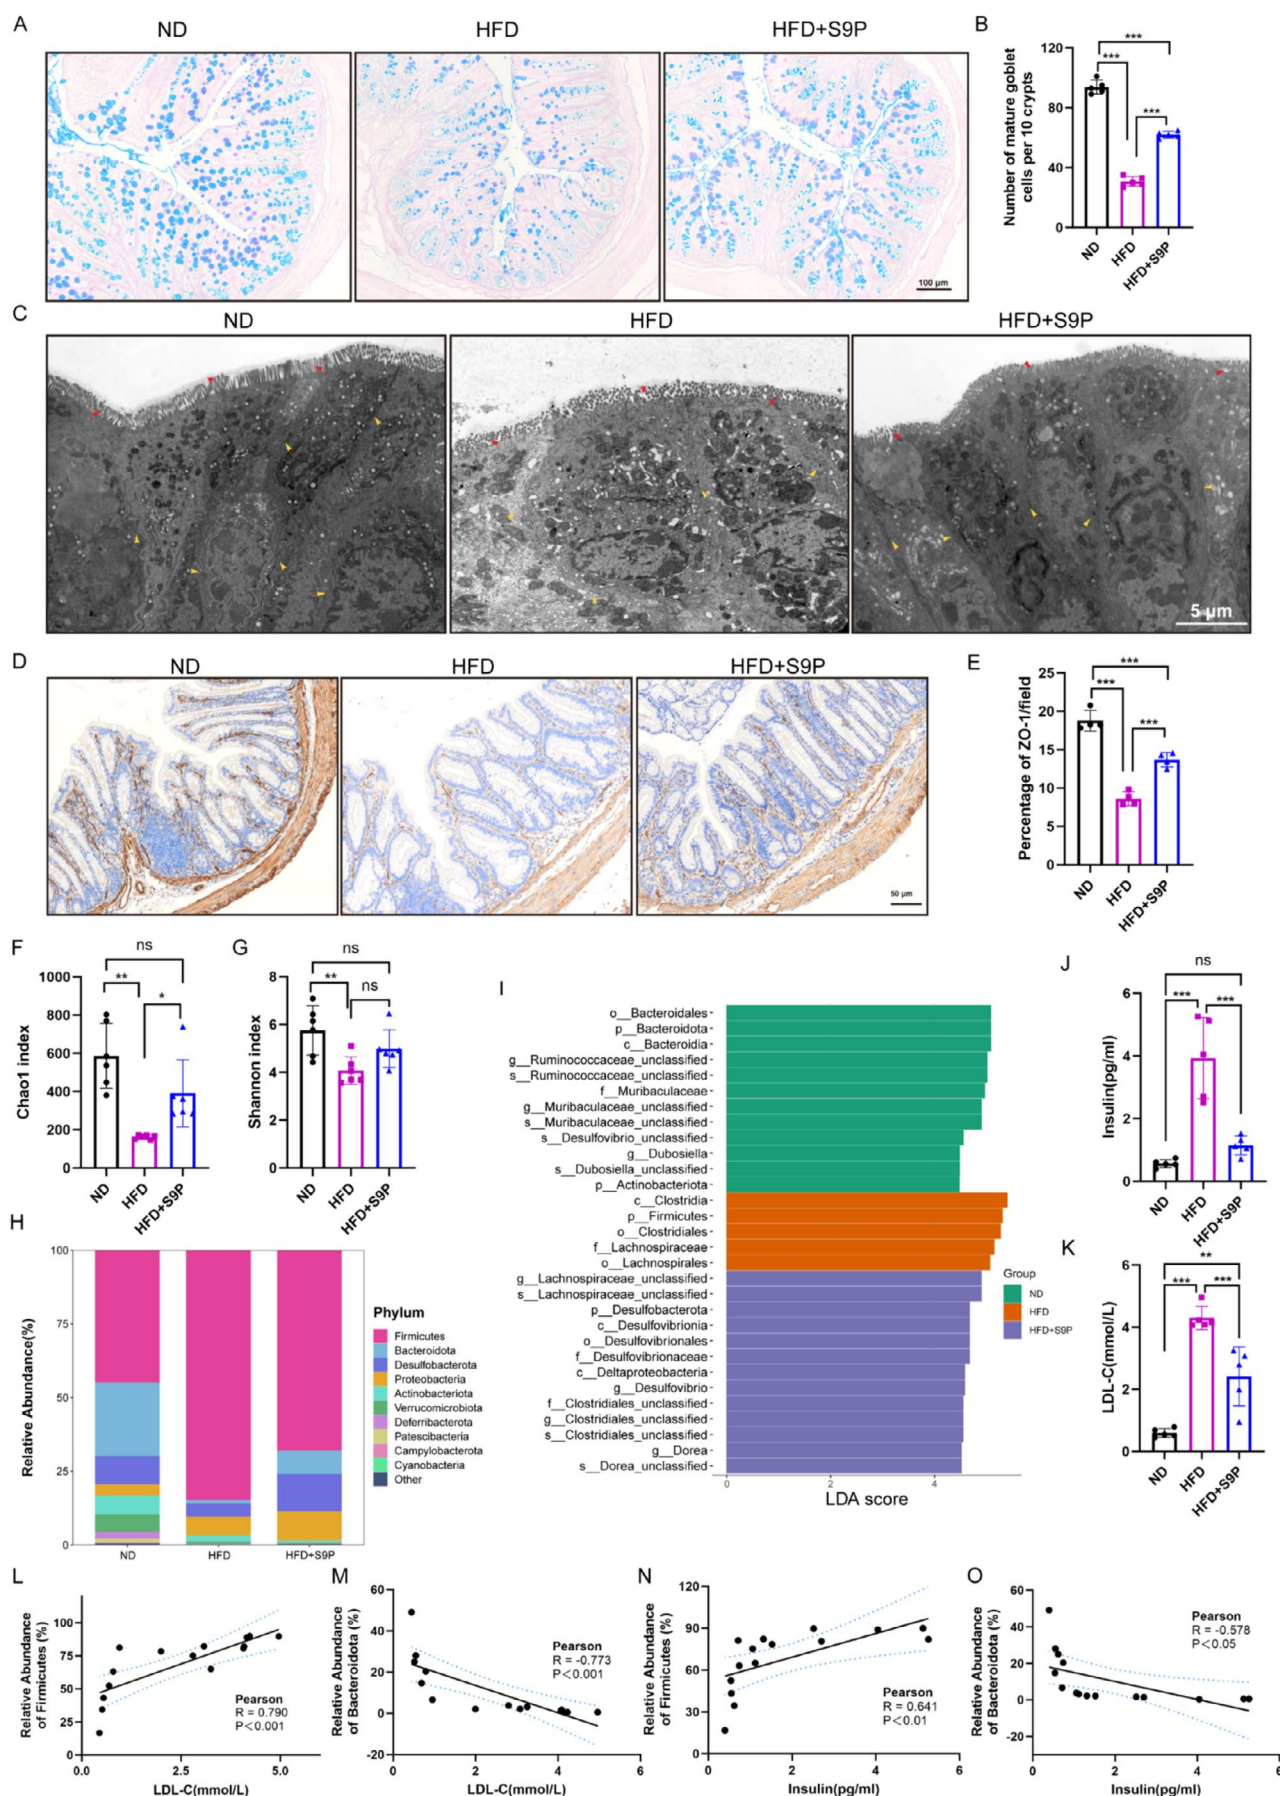 A
ND
HFD
HFD+S9P
100 µm
B
Number of mature goblet
cells per 10 crypts
120
80
40
0
***
***
***
ND
HFD
HFD+S9P
C
ND
HFD
HFD+S9P
5 µm
D
ND
HFD
HFD+S9P
50 µm
E
Percentage of ZO-1/field
25
20
15
10
5
0
***
***
***
ND
HFD
HFD+S9P
F
Chao1 index
1000
800
600
400
200
0
ns
**
*
ND
HFD
HFD+S9P
G
Shannon index
8
6
4
2
0
ns
**
ns
ND
HFD
HFD+S9P
H
Relative Abundance(%)
100
75
50
25
0
ND
HFD
HFD+S9P
Phylum
Firmicutes
Bacteroidota
Desulfobacterota
Proteobacteria
Actinobacteriota
Verrucomicrobiota
Deferribacterota
Patescibacteria
Campylobacterota
Cyanobacteria
Other
I
o__Bacteroidales
p__Bacteroidota
c__Bacteroidia
g__Ruminococcaceae_unclassified
s__Ruminococcaceae_unclassified
f__Muribaculaceae
g__Muribaculaceae_unclassified
s__Muribaculaceae_unclassified
s__Desulfovibrio_unclassified
g__Dubosiella
s__Dubosiella_unclassified
p__Actinobacteriota
c__Clostridia
p__Firmicutes
o__Clostridiales
f__Lachnospiraceae
o__Lachnospirales
g__Lachnospiraceae_unclassified
s__Lachnospiraceae_unclassified
p__Desulfobacterota
c__Desulfovibrionia
o__Desulfovibrionales
f__Desulfovibrionaceae
c__Deltaproteobacteria
g__Desulfovibrio
f__Clostridiales_unclassified
g__Clostridiales_unclassified
s__Clostridiales_unclassified
g__Dorea
s__Dorea_unclassified
0
2
4
LDA score
Group
ND
HFD
HFD+S9P
J
Insulin(pg/ml)
6
4
2
0
ns
***
***
ND
HFD
HFD+S9P
K
LDL-C(mmol/L)
6
4
2
0
**
***
***
ND
HFD
HFD+S9P
L
Relative Abundance
of Firmicutes (%)
100
75
50
25
0
0.0
2.5
5.0
LDL-C(mmol/L)
Pearson
R = 0.790
P<0.001
M
Relative Abundance
of Bacteroidota (%)
60
40
20
0
-20
0
2
4
6
LDL-C(mmol/L)
Pearson
R = -0.773
P<0.001
N
Relative Abundance
of Firmicutes (%)
120
90
60
30
0
0
2
4
6
Insulin(pg/ml)
Pearson
R = 0.641
P<0.01
O
Relative Abundance
of Bacteroidota (%)
60
40
20
0
-20
0
2
4
6
Insulin(pg/ml)
Pearson
R = -0.578
P<0.05